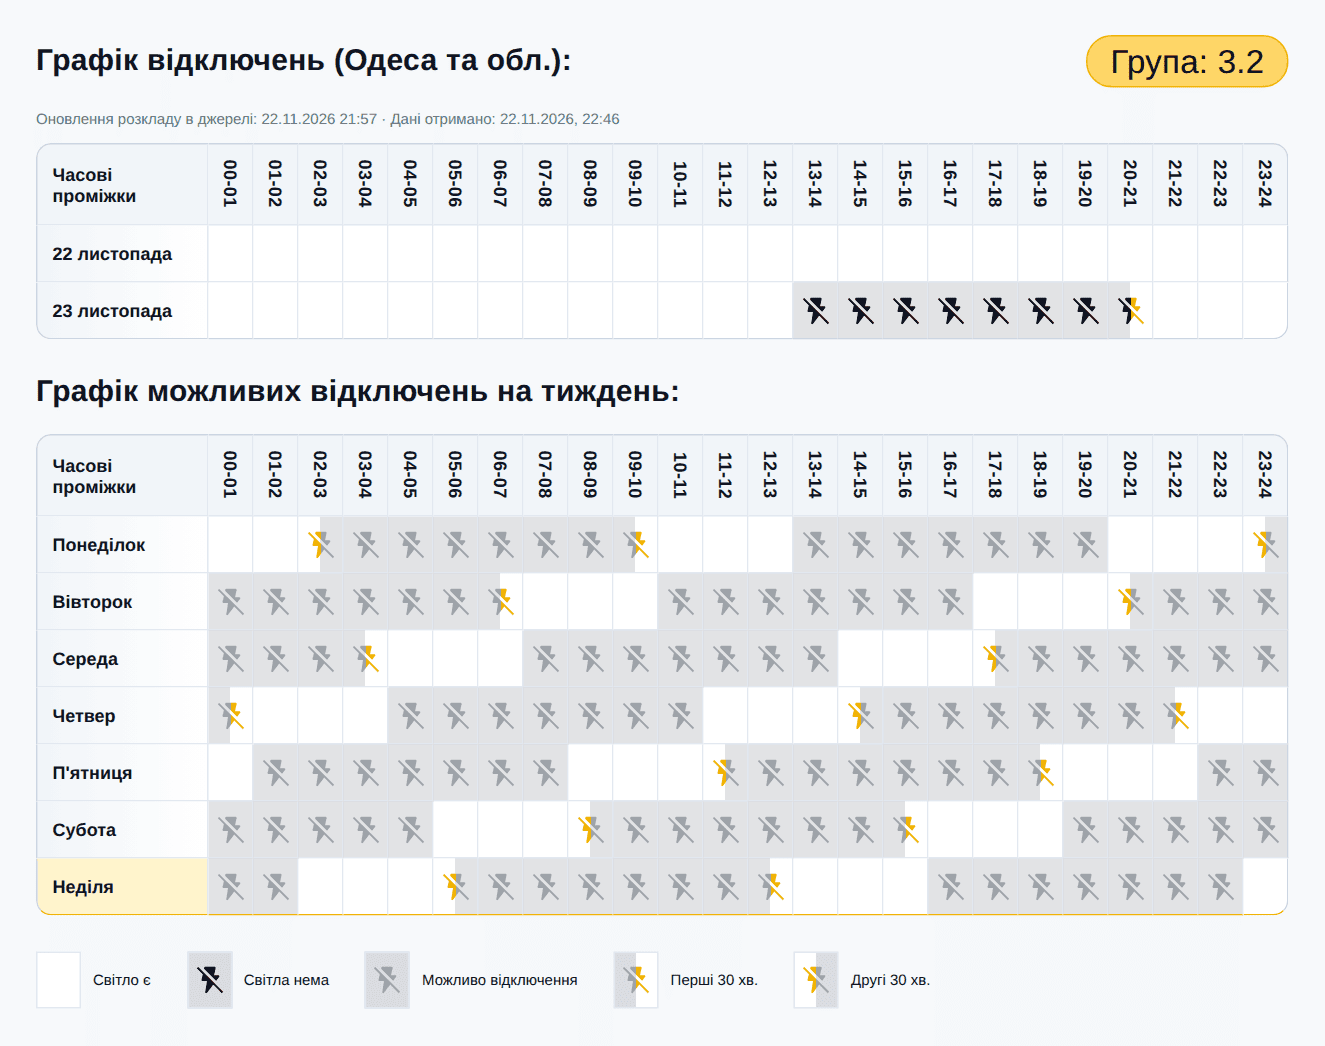 Графік відключень (Одеса та обл.):
Група: 3.2
Оновлення розкладу в джерелі: 22.11.2026 21:57 · Дані отримано: 22.11.2026, 22:46
Часові проміжки 00-01 01-02 02-03 03-04 04-05 05-06 06-07 07-08 08-09 09-10 10-11 11-12 12-13 13-14 14-15 15-16 16-17 17-18 18-19 19-20 20-21 21-22 22-23 23-24
22 листопада
23 листопада
Графік можливих відключень на тиждень:
Часові проміжки 00-01 01-02 02-03 03-04 04-05 05-06 06-07 07-08 08-09 09-10 10-11 11-12 12-13 13-14 14-15 15-16 16-17 17-18 18-19 19-20 20-21 21-22 22-23 23-24
Понеділок
Вівторок
Середа
Четвер
П'ятниця
Субота
Неділя
Світло є Світла нема Можливо відключення Перші 30 хв. Другі 30 хв.